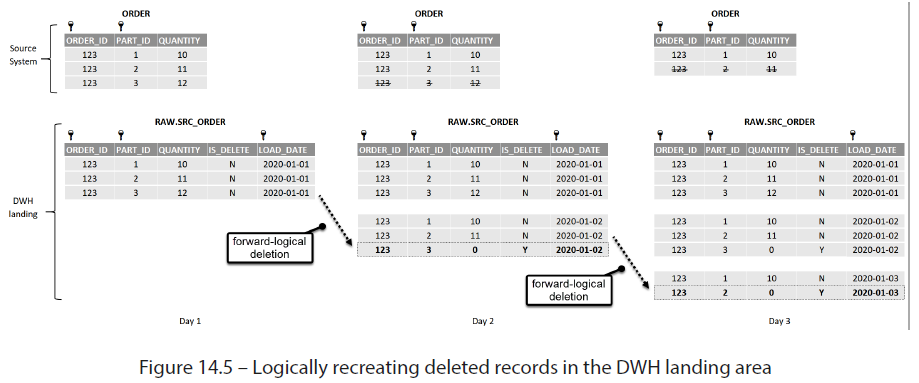 ORDER ORDER ORDER
Source System
ORDER_ID PART_ID QUANTITY ORDER_ID PART_ID QUANTITY ORDER_ID PART_ID QUANTITY
123 1 10 123 1 10 123 1 10
123 2 11 123 2 11 123 2 11
123 3 12 123 3 12
RAW.SRC_ORDER RAW.SRC_ORDER RAW.SRC_ORDER
ORDER_ID PART_ID QUANTITY IS_DELETE LOAD_DATE ORDER_ID PART_ID QUANTITY IS_DELETE LOAD_DATE ORDER_ID PART_ID QUANTITY IS_DELETE LOAD_DATE
123 1 10 N 2020-01-01 123 1 10 N 2020-01-01 123 1 10 N 2020-01-01
123 2 11 N 2020-01-01 123 2 11 N 2020-01-01 123 2 11 N 2020-01-01
123 3 12 N 2020-01-01 123 3 12 N 2020-01-01 123 3 12 N 2020-01-01
DWH
landing
123 1 10 N 2020-01-02 123 1 10 N 2020-01-02
123 2 11 N 2020-01-02 123 2 11 N 2020-01-02
123 3 0 Y 2020-01-02 123 3 0 Y 2020-01-02
forward-logical
deletion
123 1 10 N 2020-01-03
123 2 0 Y 2020-01-03
forward-logical
deletion
Day 1 Day 2 Day 3
Figure 14.5 – Logically recreating deleted records in the DWH landing area